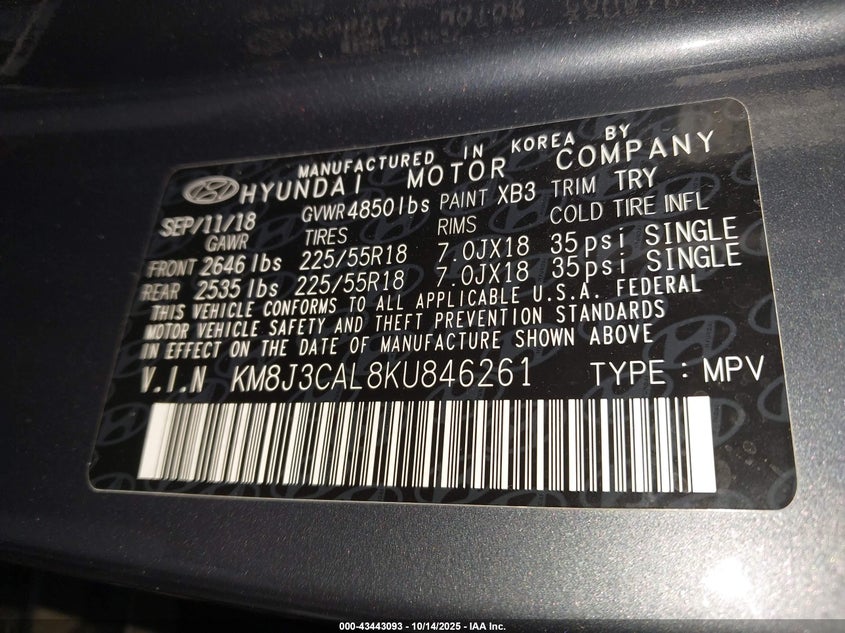 MANUFACTURED IN KOREA BY
HYUNDAI MOTOR COMPANY
SEP/11/18 GVWR 4850lbs PAINT XB3 TRIM TRY
GAWR TIRES RIMS COLD TIRE INFL
FRONT 2646 lbs 225/55R18 7.0JX18 35psi SINGLE
REAR 2535 lbs 225/55R18 7.0JX18 35psi SINGLE
THIS VEHICLE CONFORMS TO ALL APPLICABLE U.S.A. FEDERAL
MOTOR VEHICLE SAFETY AND THEFT PREVENTION STANDARDS
IN EFFECT ON THE DATE OF MANUFACTURE SHOWN ABOVE
V.I.N KM8J3CAL8KU846261 TYPE : MPV
000-43443093 - 10/14/2025 - IAA Inc.